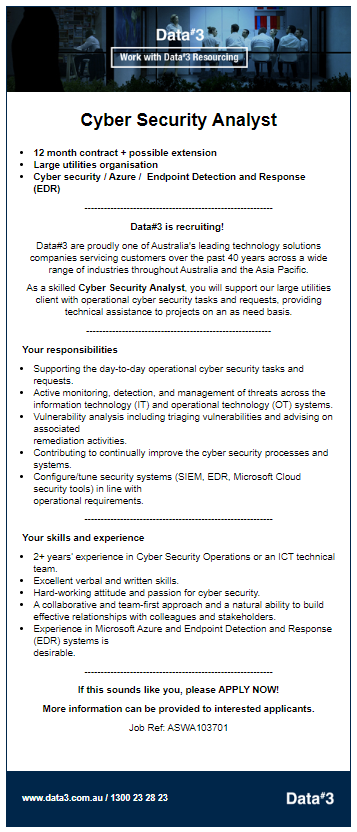 Data#3
Work with Data#3 Resourcing
Cyber Security Analyst
• 12 month contract + possible extension
• Large utilities organisation
• Cyber security / Azure / Endpoint Detection and Response
(EDR)
----------------------------------------------------------
Data#3 is recruiting!
Data#3 are proudly one of Australia's leading technology solutions
companies servicing customers over the past 40 years across a wide
range of industries throughout Australia and the Asia Pacific.
As a skilled Cyber Security Analyst, you will support our large utilities
client with operational cyber security tasks and requests, providing
technical assistance to projects on an as need basis.
----------------------------------------------------------
Your responsibilities
• Supporting the day-to-day operational cyber security tasks and
requests.
• Active monitoring, detection, and management of threats across the
information technology (IT) and operational technology (OT) systems.
• Vulnerability analysis including triaging vulnerabilities and advising on
associated
remediation activities.
• Contributing to continually improve the cyber security processes and
systems.
• Configure/tune security systems (SIEM, EDR, Microsoft Cloud
security tools) in line with
operational requirements.
----------------------------------------------------------
Your skills and experience
• 2+ years' experience in Cyber Security Operations or an ICT technical
team.
• Excellent verbal and written skills.
• Hard-working attitude and passion for cyber security.
• A collaborative and team-first approach and a natural ability to build
effective relationships with colleagues and stakeholders.
• Experience in Microsoft Azure and Endpoint Detection and Response
(EDR) systems is
desirable.
----------------------------------------------------------
If this sounds like you, please APPLY NOW!
More information can be provided to interested applicants.
Job Ref: ASWA103701
www.data3.com.au / 1300 23 28 23
Data#3